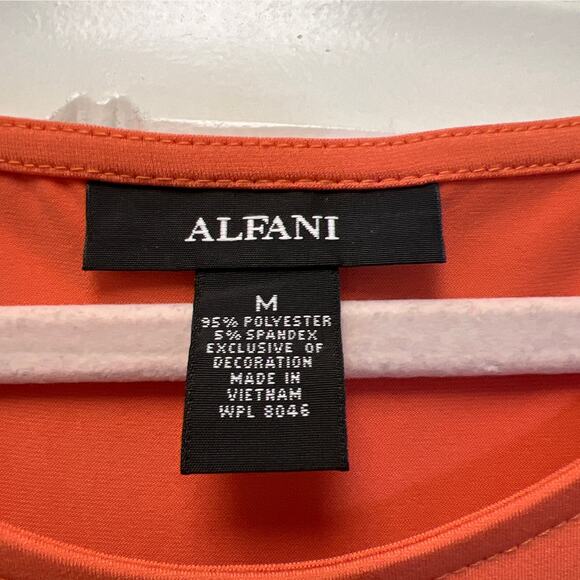 ALFANI
M
95% POLYESTER
5% SPANDEX
EXCLUSIVE OF
DECORATION
MADE IN
VIETNAM
WPL 8046